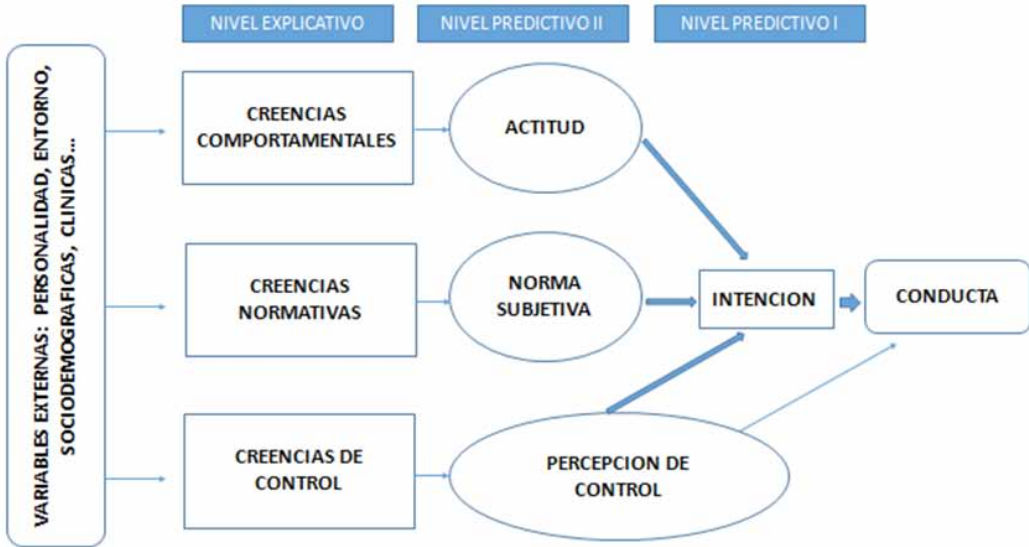 NIVEL EXPLICATIVO
NIVEL PREDICTIVO II
NIVEL PREDICTIVO I
VARIABLES EXTERNAS: PERSONALIDAD, ENTORNO,
SOCIODEMOGRAFICAS, CLINICAS...
CREENCIAS
COMPORTAMENTALES
ACTITUD
CREENCIAS
NORMATIVAS
NORMA
SUBJETIVA
INTENCION
CONDUCTA
CREENCIAS DE
CONTROL
PERCEPCION DE
CONTROL